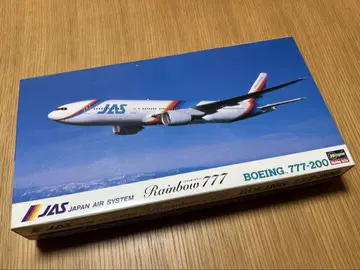 JAS
JAS JAPAN AIR SYSTEM
Rainbow 777
BOEING 777-200
Hasegawa